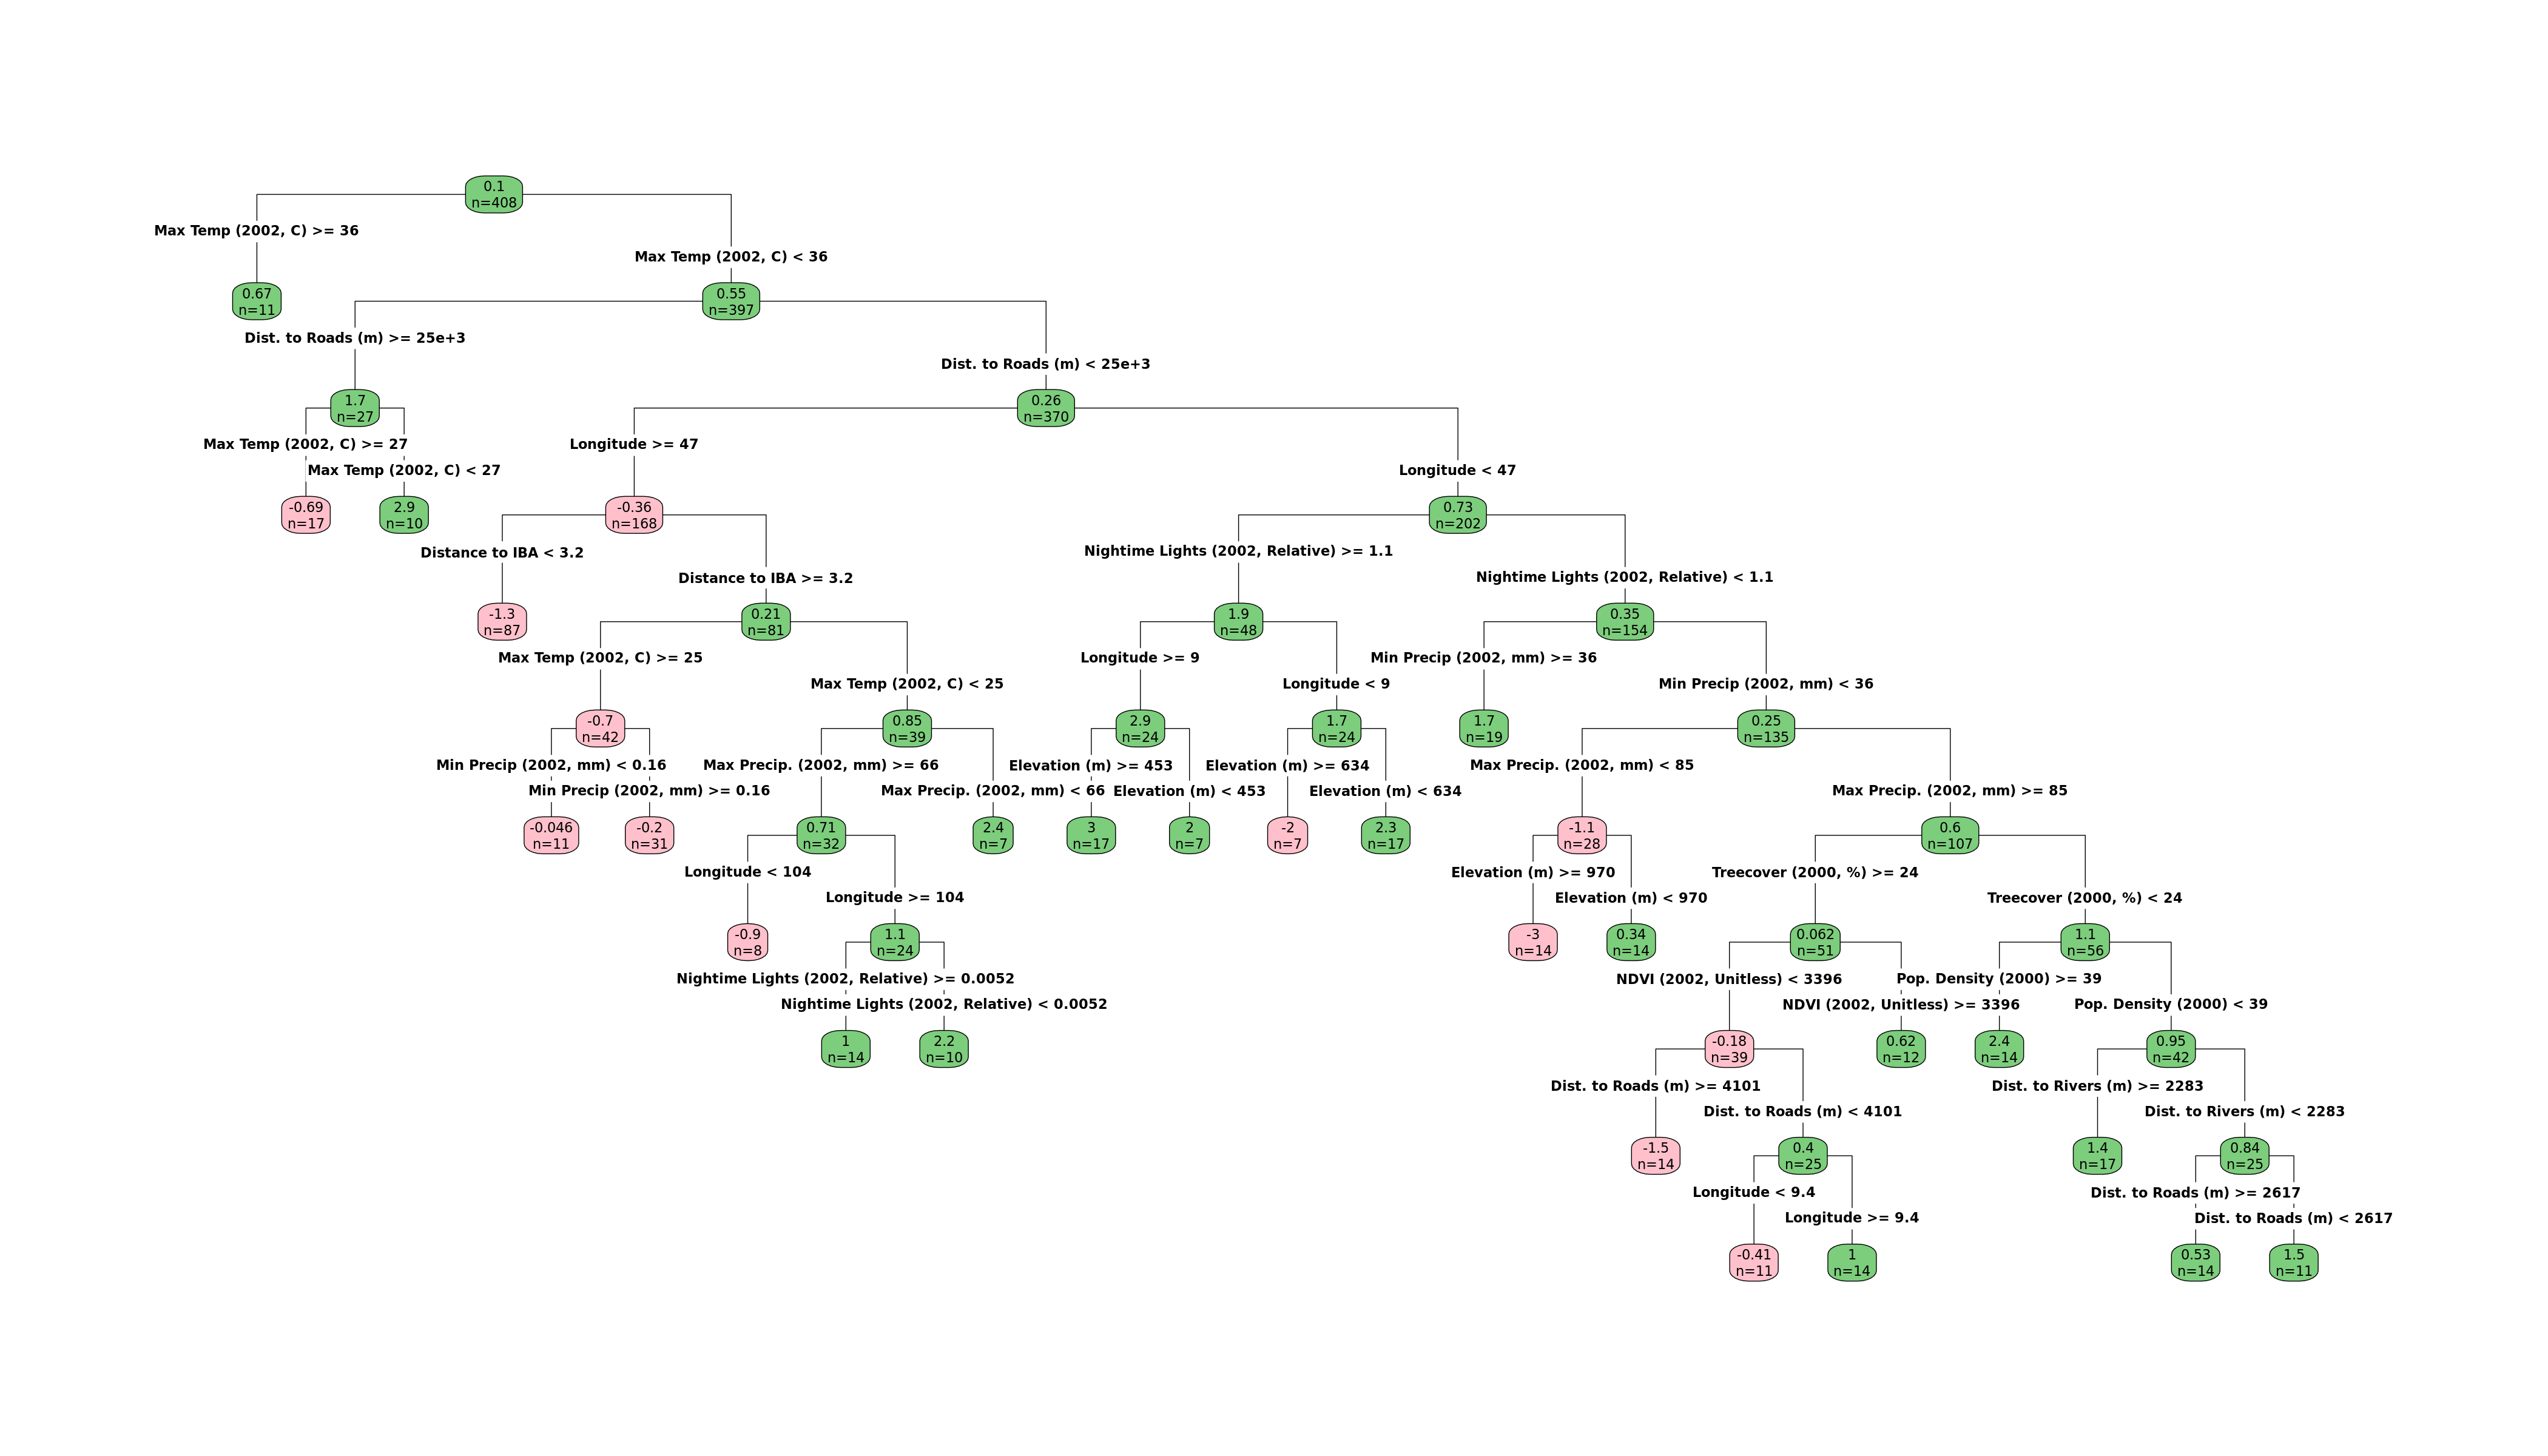 0.1
n=408
Max Temp (2002, C) >= 36
Max Temp (2002, C) < 36
0.67
n=11
0.55
n=397
Dist. to Roads (m) >= 25e+3
Dist. to Roads (m) < 25e+3
1.7
n=27
0.26
n=370
Max Temp (2002, C) >= 27
Max Temp (2002, C) < 27
Longitude >= 47
Longitude < 47
-0.69
n=17
2.9
n=10
-0.36
n=168
0.73
n=202
Distance to IBA < 3.2
Distance to IBA >= 3.2
Nightime Lights (2002, Relative) >= 1.1
Nightime Lights (2002, Relative) < 1.1
-1.3
n=87
0.21
n=81
1.9
n=48
0.35
n=154
Max Temp (2002, C) >= 25
Max Temp (2002, C) < 25
Longitude >= 9
Longitude < 9
Min Precip (2002, mm) >= 36
Min Precip (2002, mm) < 36
-0.7
n=42
0.85
n=39
2.9
n=24
1.7
n=24
1.7
n=19
0.25
n=135
Min Precip (2002, mm) < 0.16
Min Precip (2002, mm) >= 0.16
Max Precip. (2002, mm) >= 66
Max Precip. (2002, mm) < 66
Elevation (m) >= 453
Elevation (m) < 453
Elevation (m) >= 634
Elevation (m) < 634
Max Precip. (2002, mm) < 85
Max Precip. (2002, mm) >= 85
-0.046
n=11
-0.2
n=31
0.71
n=32
2.4
n=7
3
n=17
2
n=7
-2
n=7
2.3
n=17
-1.1
n=28
0.6
n=107
Longitude < 104
Longitude >= 104
Elevation (m) >= 970
Elevation (m) < 970
Treecover (2000, %) >= 24
Treecover (2000, %) < 24
-0.9
n=8
1.1
n=24
-3
n=14
0.34
n=14
0.062
n=51
1.1
n=56
Nightime Lights (2002, Relative) >= 0.0052
Nightime Lights (2002, Relative) < 0.0052
NDVI (2002, Unitless) < 3396
NDVI (2002, Unitless) >= 3396
Pop. Density (2000) >= 39
Pop. Density (2000) < 39
1
n=14
2.2
n=10
-0.18
n=39
0.62
n=12
2.4
n=14
0.95
n=42
Dist. to Roads (m) >= 4101
Dist. to Roads (m) < 4101
Dist. to Rivers (m) >= 2283
Dist. to Rivers (m) < 2283
-1.5
n=14
0.4
n=25
1.4
n=17
0.84
n=25
Longitude < 9.4
Longitude >= 9.4
Dist. to Roads (m) >= 2617
Dist. to Roads (m) < 2617
-0.41
n=11
1
n=14
0.53
n=14
1.5
n=11